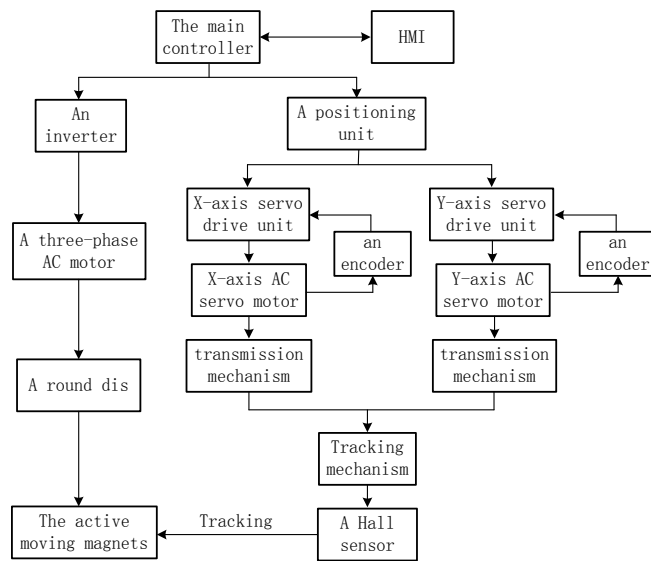 The main
controller
HMI
An
inverter
A positioning
unit
X-axis servo
drive unit
Y-axis servo
drive unit
A three-phase
AC motor
an
encoder
an
encoder
X-axis AC
servo motor
Y-axis AC
servo motor
transmission
mechanism
transmission
mechanism
A round dis
Tracking
mechanism
The active
moving magnets
Tracking
A Hall
sensor